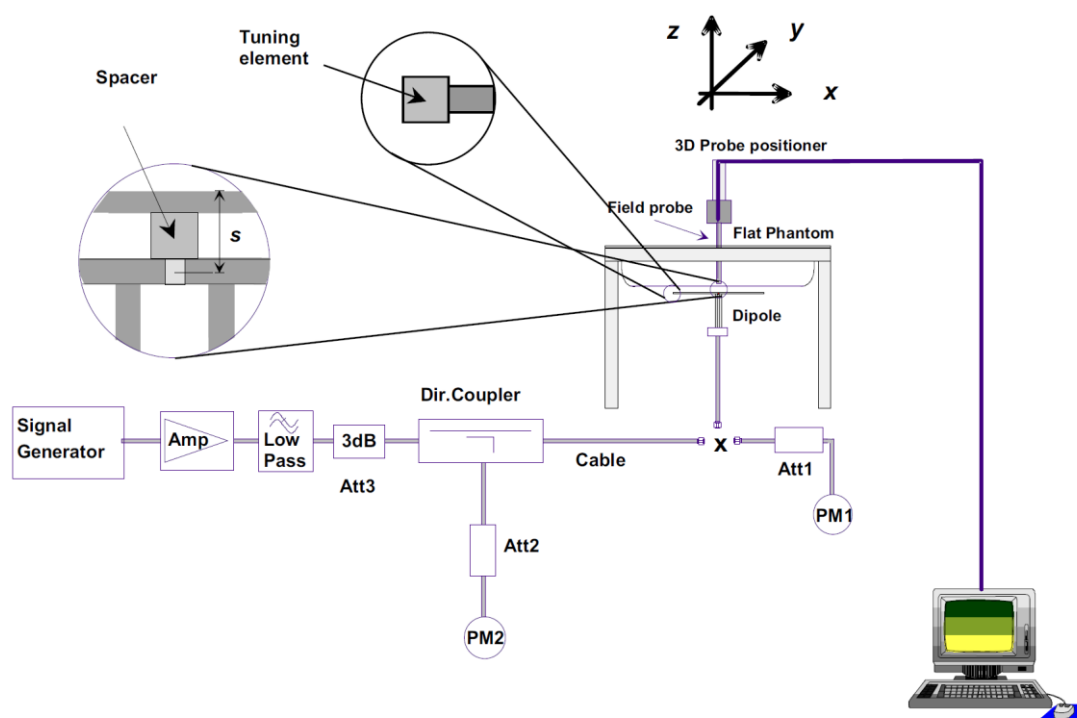 Tuning
element
z
y
x
Spacer
3D Probe positioner
Field probe
Flat Phantom
s
Dipole
Dir.Coupler
Signal
Generator
Amp
Low
Pass
3dB
Att3
Cable
x
Att1
PM1
Att2
PM2